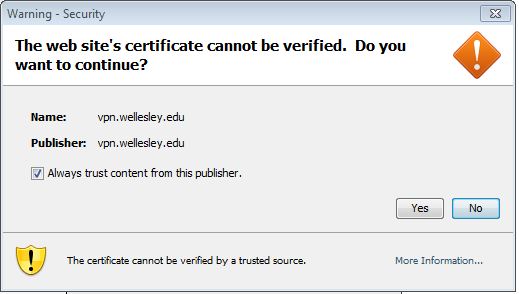 Warning - Security
The web site's certificate cannot be verified.  Do you
want to continue?
Name: vpn.wellesley.edu
Publisher: vpn.wellesley.edu
Always trust content from this publisher.
Yes No
The certificate cannot be verified by a trusted source. More Information...